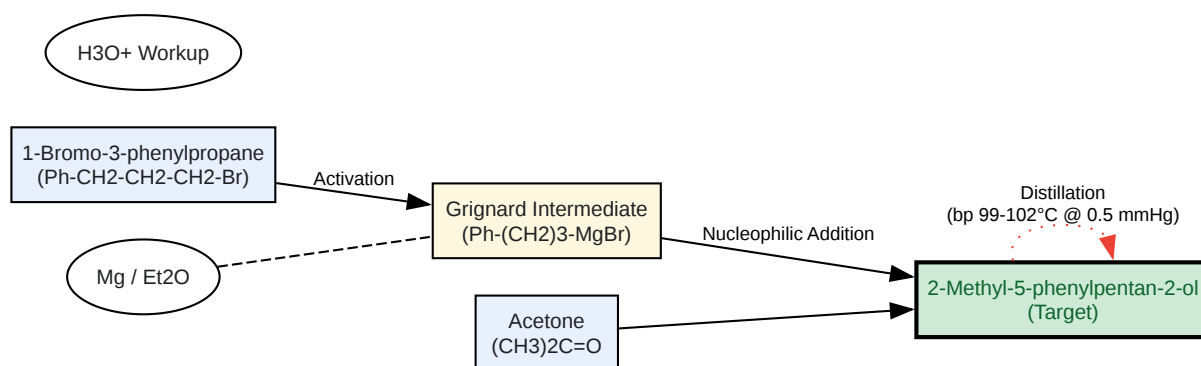 H3O+ Workup
1-Bromo-3-phenylpropane
(Ph-CH2-CH2-CH2-Br)
Activation
Mg / Et2O
Grignard Intermediate
(Ph-(CH2)3-MgBr)
Nucleophilic Addition
Acetone
(CH3)2C=O
Distillation
(bp 99-102°C @ 0.5 mmHg)
2-Methyl-5-phenylpentan-2-ol
(Target)